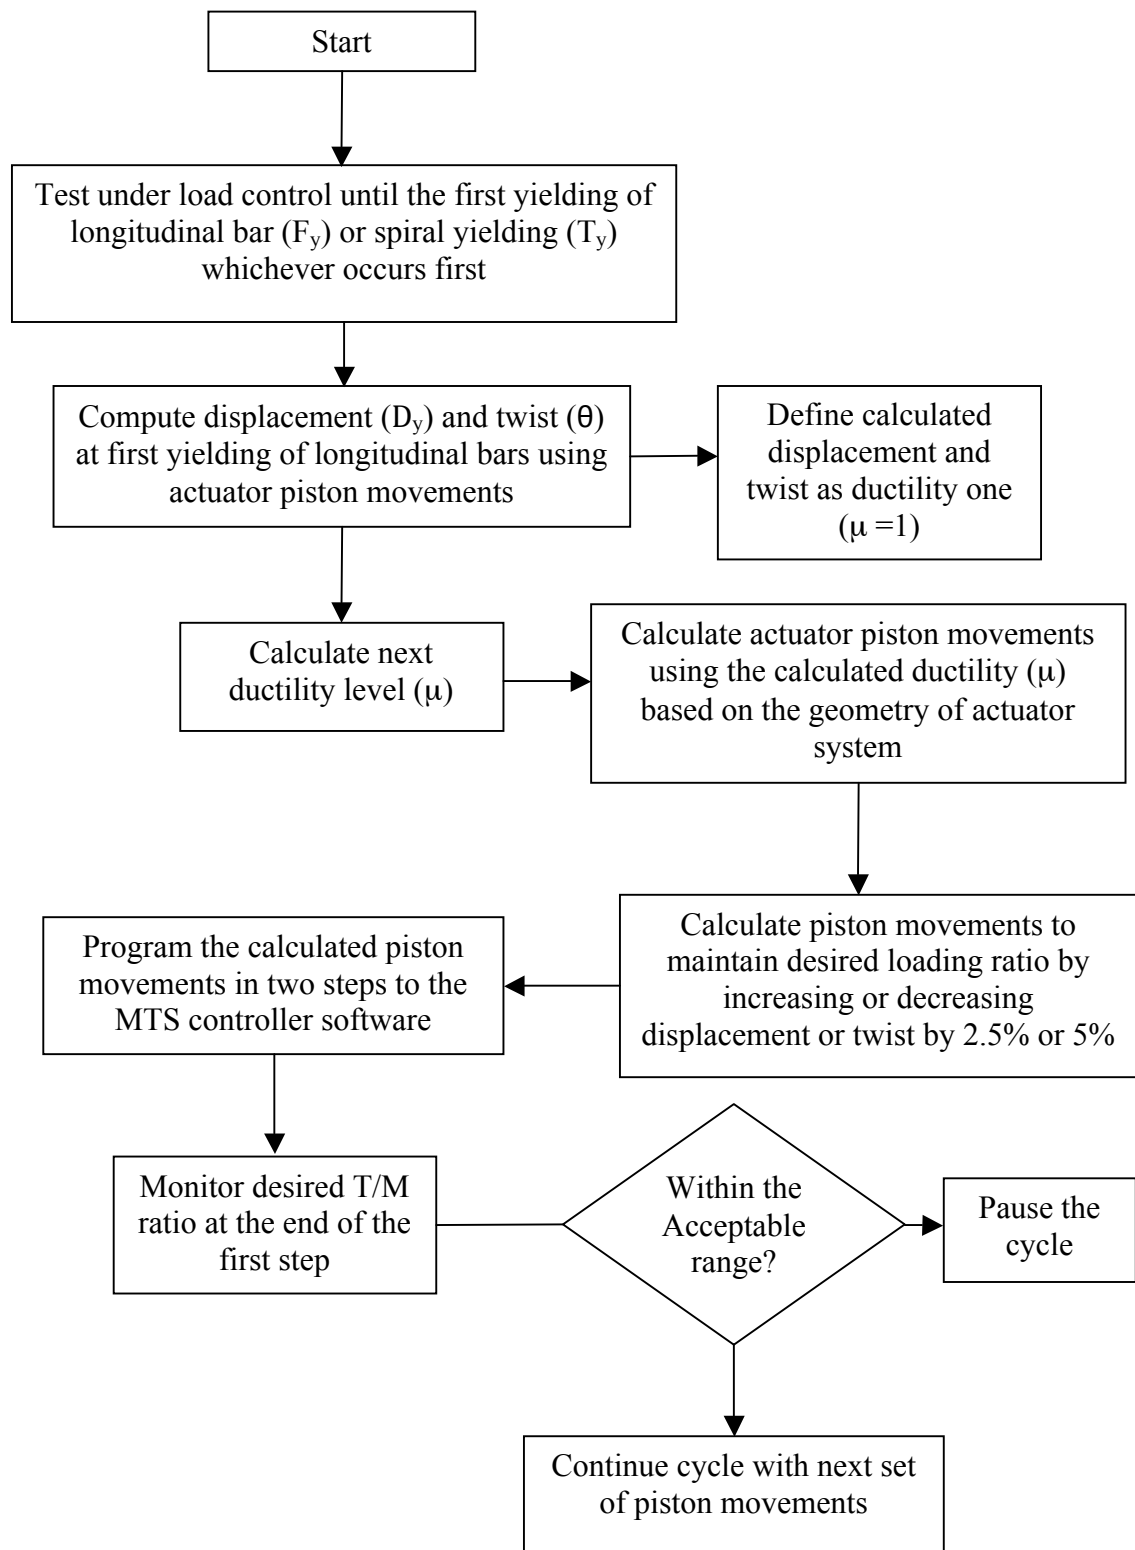 Start
Test under load control until the first yielding of
longitudinal bar (Fy) or spiral yielding (Ty)
whichever occurs first
Compute displacement (Dy) and twist (θ)
at first yielding of longitudinal bars using
actuator piston movements
Define calculated
displacement and
twist as ductility one
(μ =1)
Calculate next
ductility level (μ)
Calculate actuator piston movements
using the calculated ductility (μ)
based on the geometry of actuator
system
Calculate piston movements to
maintain desired loading ratio by
increasing or decreasing
displacement or twist by 2.5% or 5%
Program the calculated piston
movements in two steps to the
MTS controller software
Monitor desired T/M
ratio at the end of the
first step
Within the
Acceptable
range?
Pause the
cycle
Continue cycle with next set
of piston movements